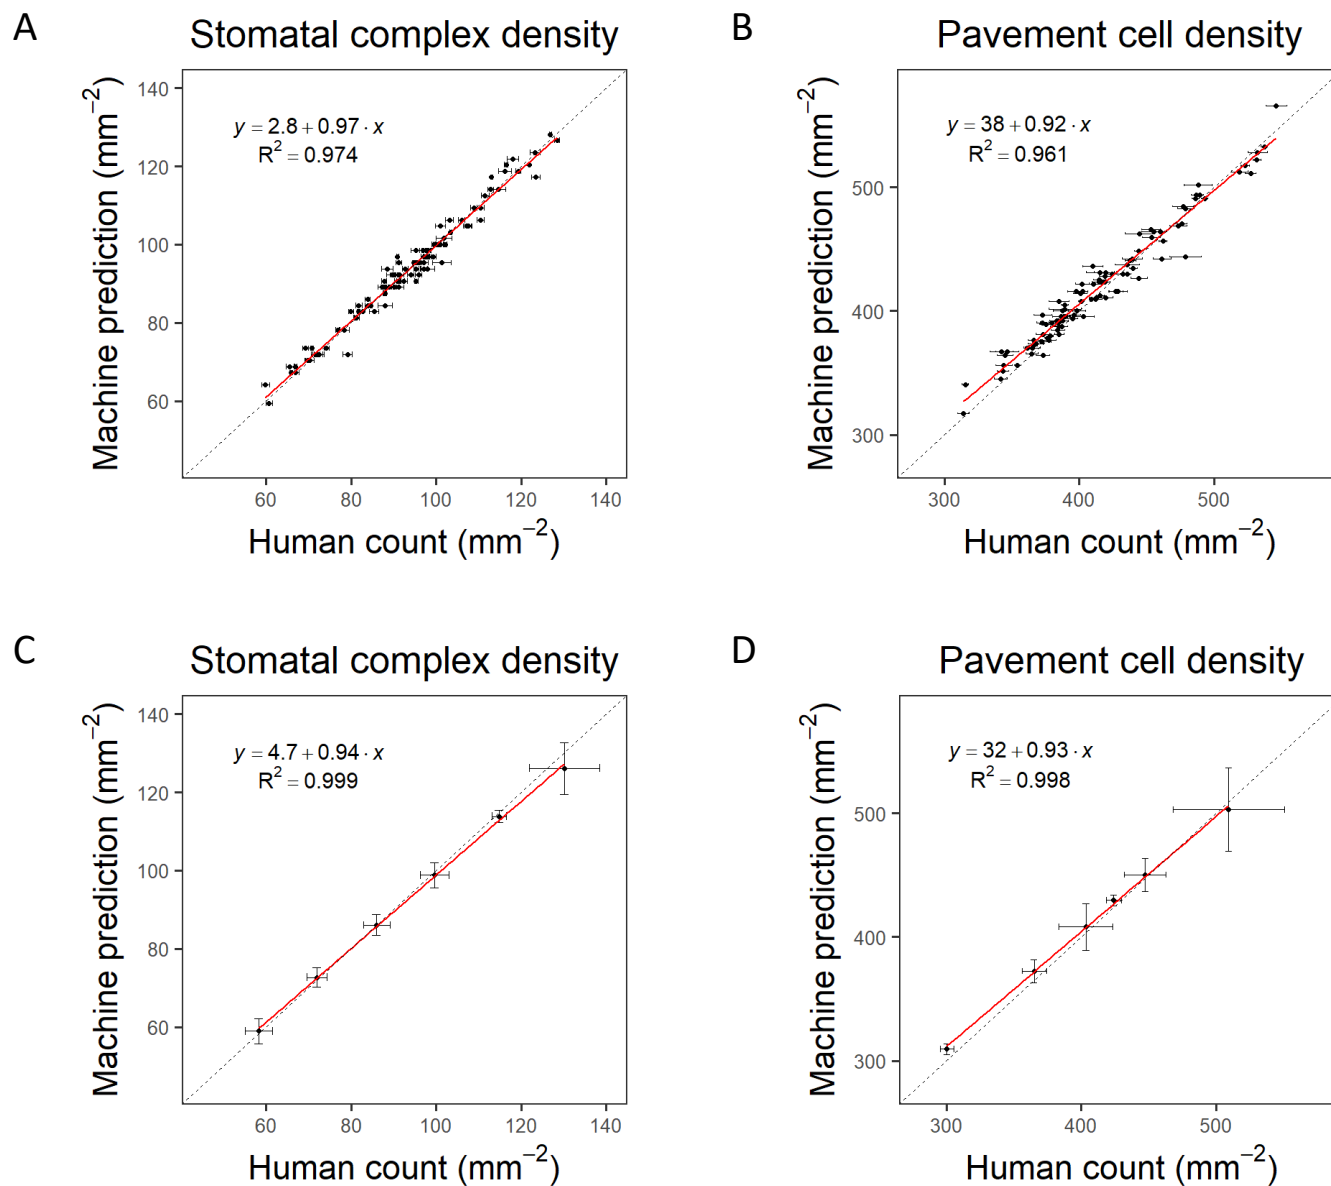 A
Stomatal complex density
Machine prediction (mm⁻²)
140
120
100
80
60
y = 2.8 + 0.97 · x
R² = 0.974
60 80 100 120 140
Human count (mm⁻²)
B
Pavement cell density
Machine prediction (mm⁻²)
500
400
300
y = 38 + 0.92 · x
R² = 0.961
300 400 500
Human count (mm⁻²)
C
Stomatal complex density
Machine prediction (mm⁻²)
140
120
100
80
60
y = 4.7 + 0.94 · x
R² = 0.999
60 80 100 120 140
Human count (mm⁻²)
D
Pavement cell density
Machine prediction (mm⁻²)
500
400
300
y = 32 + 0.93 · x
R² = 0.998
300 400 500
Human count (mm⁻²)